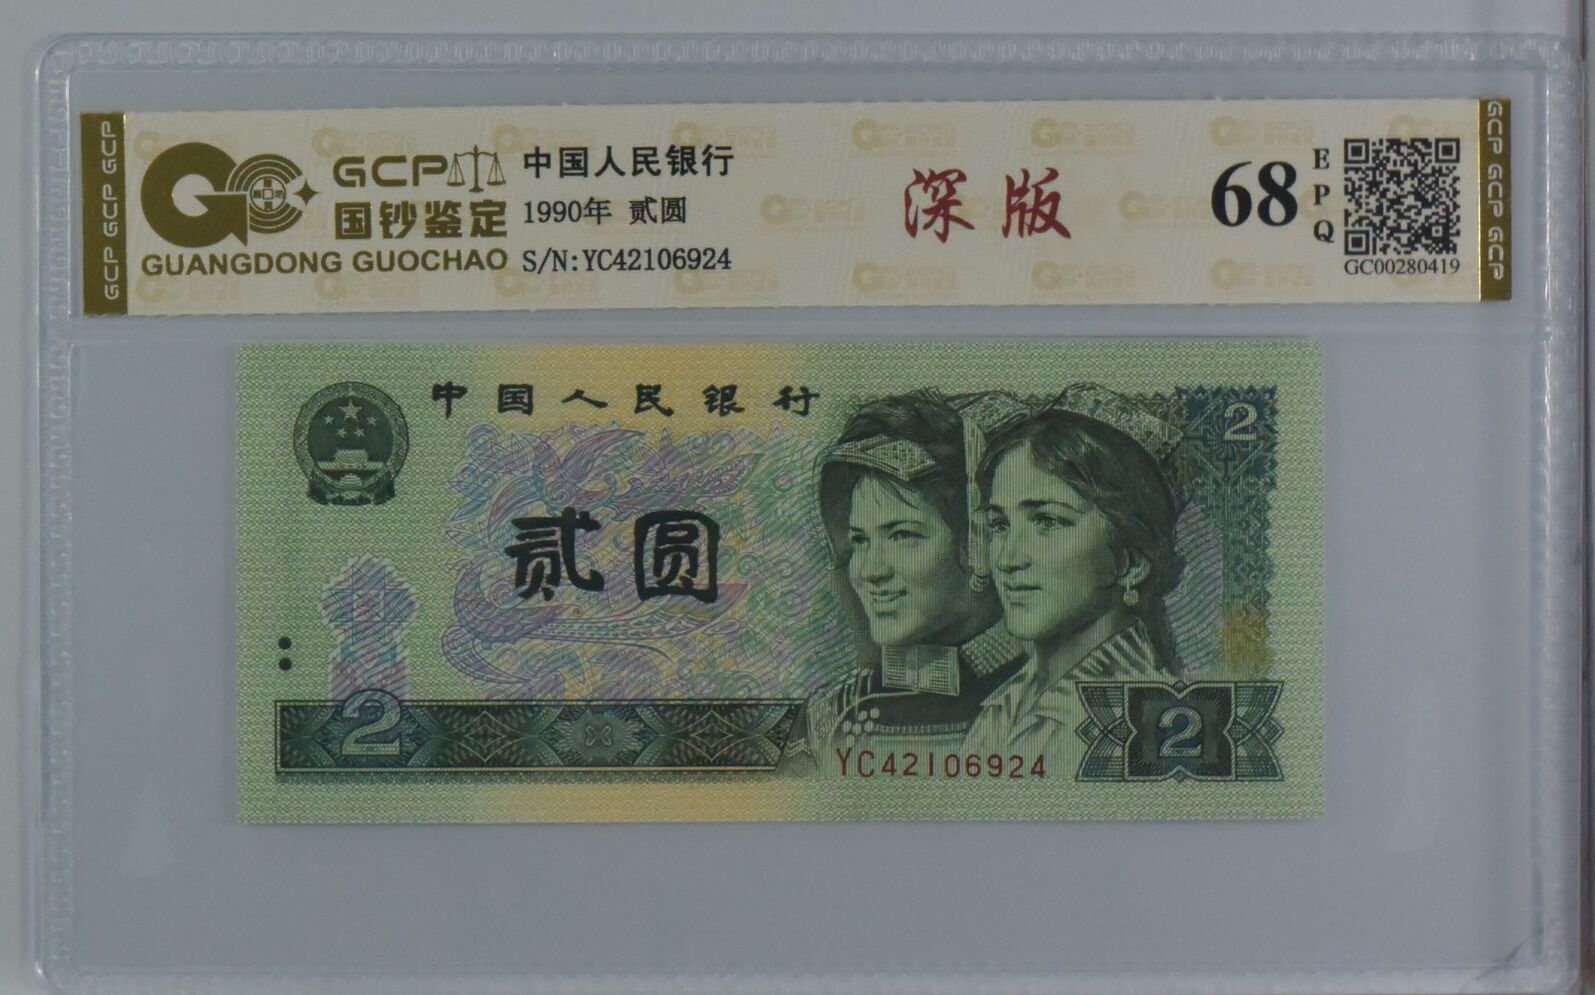 GCP GCP GCP
GCP
国钞鉴定
GUANGDONG GUOCHAO
中国人民银行
1990年 贰圆
S/N:YC42106924
深版
68
EPQ
GC00280419
GCP GCP GCP
中国人民银行
2
贰圆
2
2
YC42106924